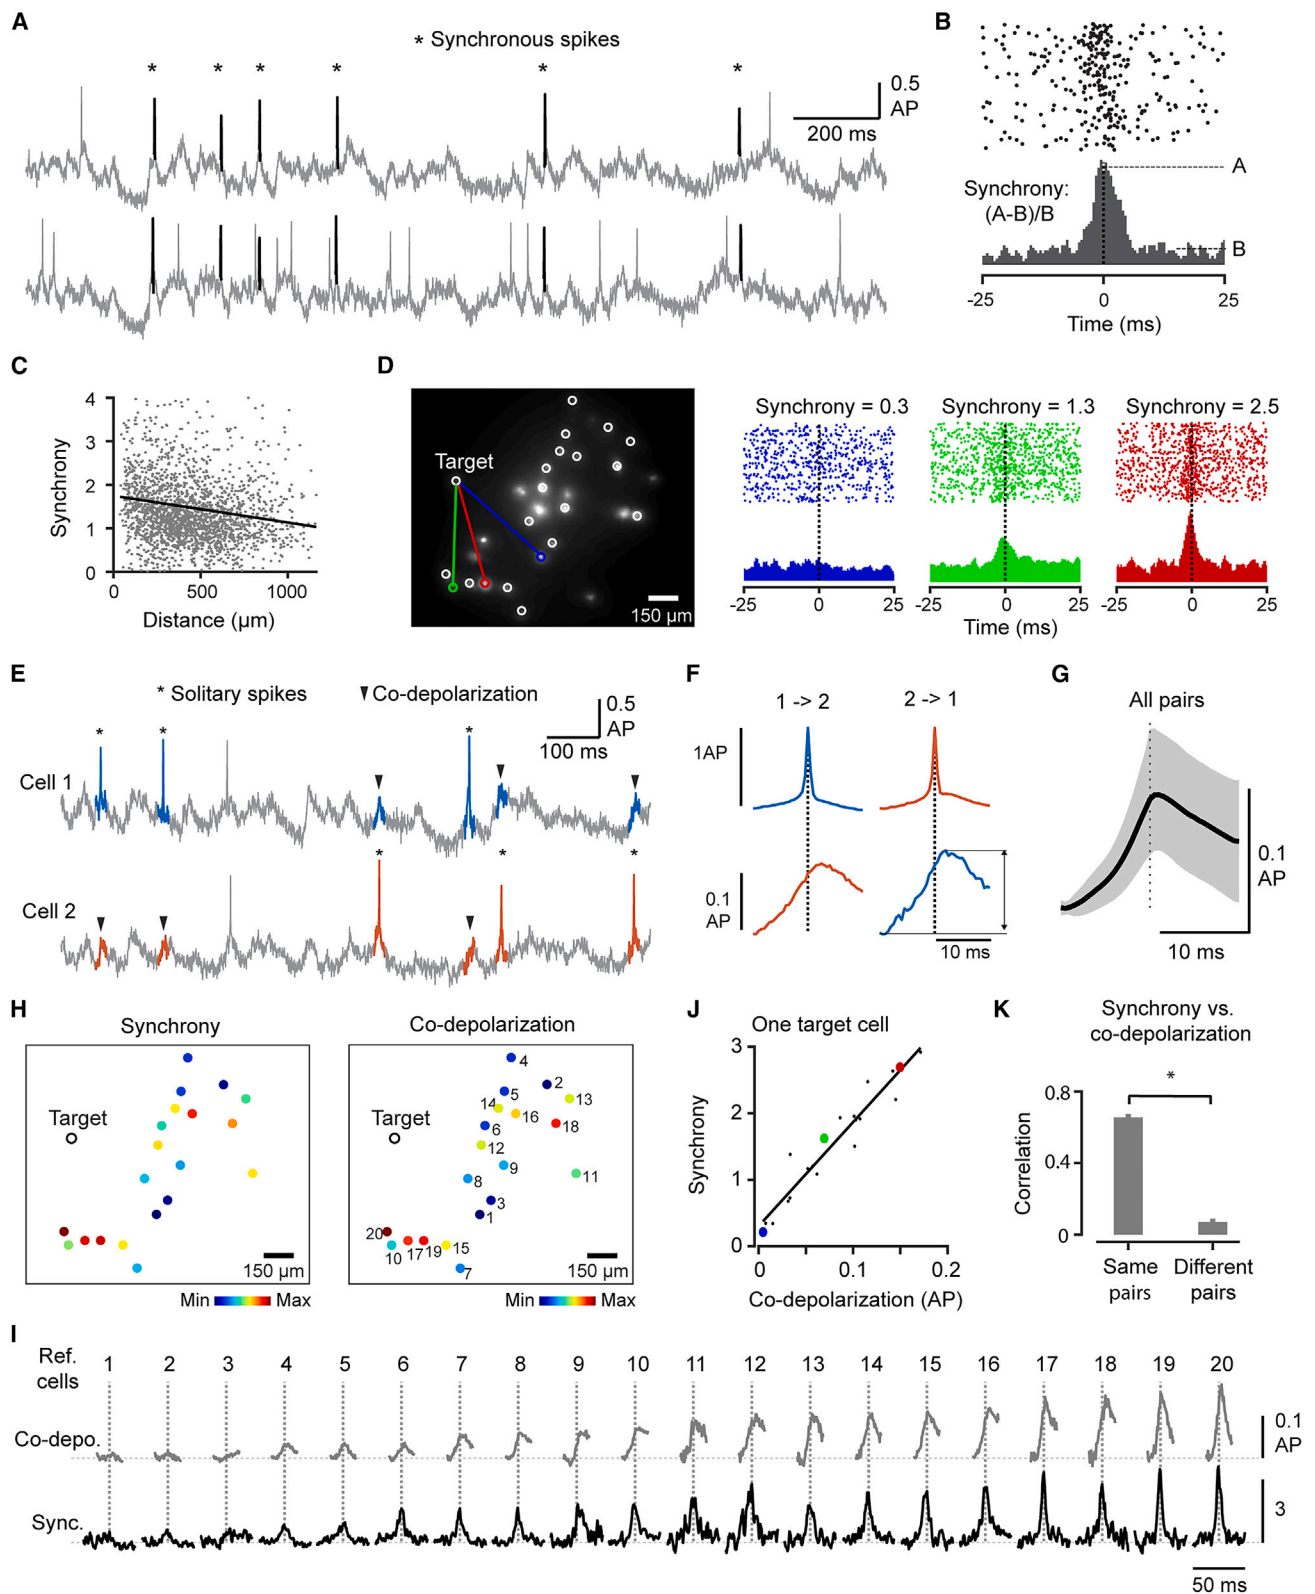 A
* Synchronous spikes
* * * * * *
0.5
AP
200 ms
B
A
Synchrony:
(A-B)/B
B
-25 0 25
Time (ms)
C
4
3
2
1
0
Synchrony
0 500 1000
Distance (µm)
D
Target
150 µm
Synchrony = 0.3 Synchrony = 1.3 Synchrony = 2.5
-25 0 25 -25 0 25 -25 0 25
Time (ms)
E
* Solitary spikes
Co-depolarization
0.5
AP
100 ms
* * *
Cell 1
* * *
Cell 2
F
1 -> 2 2 -> 1
1AP
0.1
AP
10 ms
G
All pairs
0.1
AP
10 ms
H
Synchrony
Target
150 µm
Min Max
Co-depolarization
Target
4
2
5
14
13
16
6
18
12
9
8
11
3
1
20
10
17
19
15
7
150 µm
Min Max
J
One target cell
3
2
1
0
Synchrony
0 0.1 0.2
Co-depolarization (AP)
K
Synchrony vs.
co-depolarization
*
0.8
0.4
0
Correlation
Same Different
pairs pairs
I
Ref.
cells
1 2 3 4 5 6 7 8 9 10 11 12 13 14 15 16 17 18 19 20
Co-depo.
0.1
AP
Sync.
3
50 ms